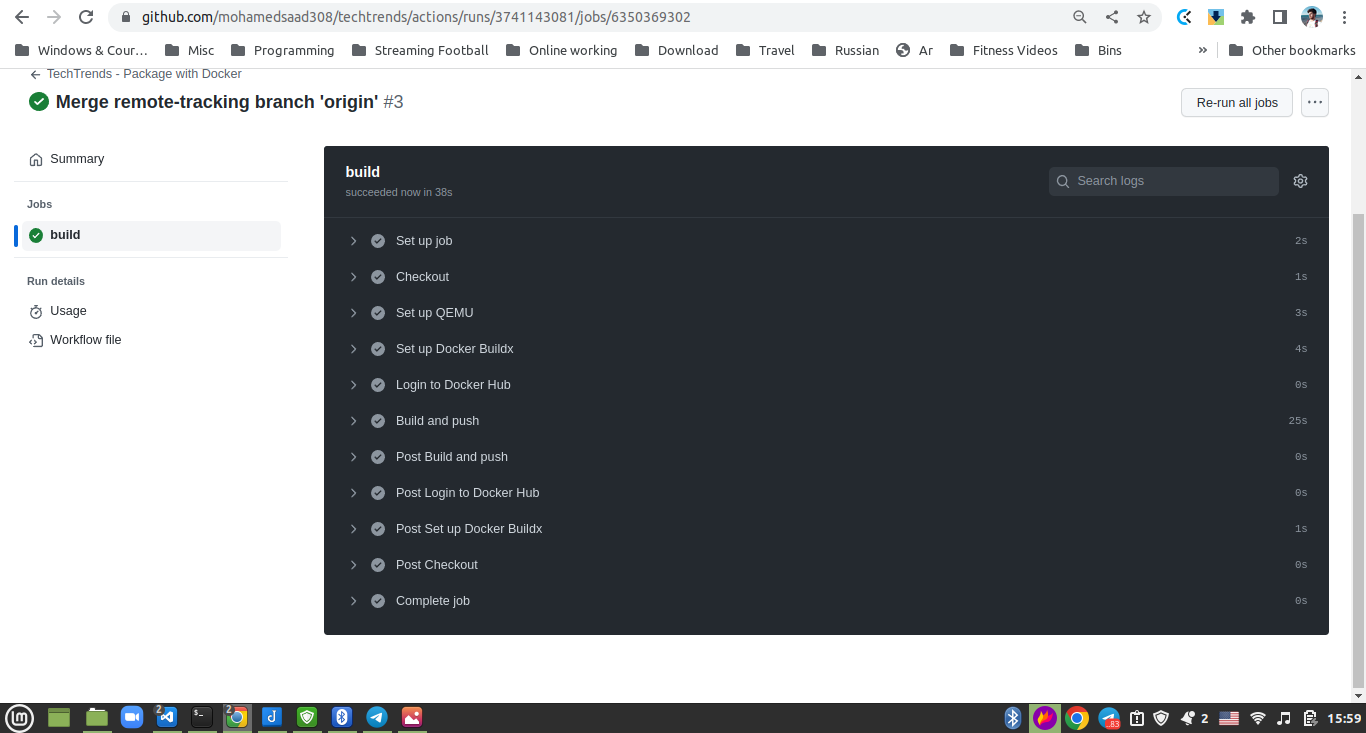 github.com/mohamedsaad308/techtrends/actions/runs/3741143081/jobs/6350369302
Windows & Cour... Misc Programming Streaming Football Online working Download Travel Russian Ar Fitness Videos Bins » Other bookmarks
TechTrends - Package with Docker
Merge remote-tracking branch 'origin' #3
Re-run all jobs
Summary
Jobs
build
Run details
Usage
Workflow file
build
succeeded now in 38s
Search logs
Set up job 2s
Checkout 1s
Set up QEMU 3s
Set up Docker Buildx 4s
Login to Docker Hub 0s
Build and push 25s
Post Build and push 0s
Post Login to Docker Hub 0s
Post Set up Docker Buildx 1s
Post Checkout 0s
Complete job 0s
2 $_ 2 J 83 2 15:59